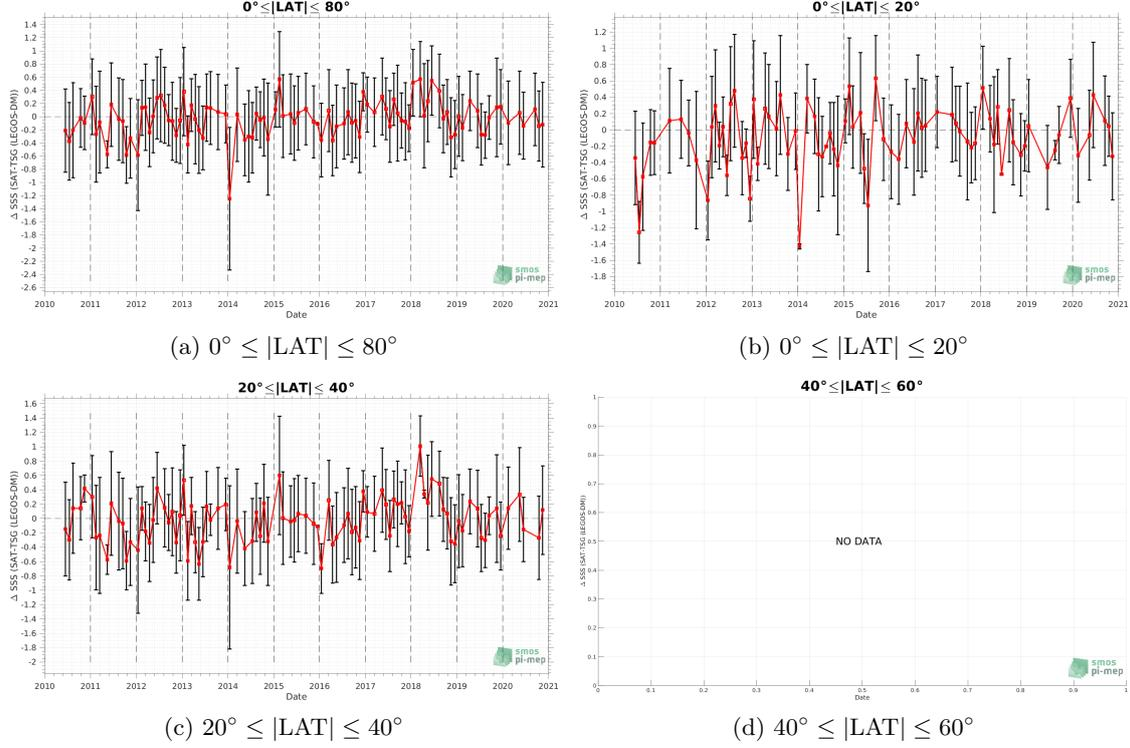 0°≤|LAT|≤ 80°
1.4
1.2
1
0.8
0.6
0.4
0.2
0
-0.2
-0.4
-0.6
-0.8
-1
-1.2
-1.4
-1.6
-1.8
-2
-2.2
-2.4
-2.6
Δ SSS (SAT-TSG (LEGOS-DM))
2010 2011 2012 2013 2014 2015 2016 2017 2018 2019 2020 2021
Date
smos
pi-mep
(a) 0° ≤ |LAT| ≤ 80°
0°≤|LAT|≤ 20°
1.2
1
0.8
0.6
0.4
0.2
0
-0.2
-0.4
-0.6
-0.8
-1
-1.2
-1.4
-1.6
-1.8
Δ SSS (SAT-TSG (LEGOS-DM))
2010 2011 2012 2013 2014 2015 2016 2017 2018 2019 2020 2021
Date
smos
pi-mep
(b) 0° ≤ |LAT| ≤ 20°
20°≤|LAT|≤ 40°
1.6
1.4
1.2
1
0.8
0.6
0.4
0.2
0
-0.2
-0.4
-0.6
-0.8
-1
-1.2
-1.4
-1.6
-1.8
-2
Δ SSS (SAT-TSG (LEGOS-DM))
2010 2011 2012 2013 2014 2015 2016 2017 2018 2019 2020 2021
Date
smos
pi-mep
(c) 20° ≤ |LAT| ≤ 40°
40°≤|LAT|≤ 60°
1
0.9
0.8
0.7
0.6
0.5
0.4
0.3
0.2
0.1
0
Δ SSS (SAT-TSG (LEGOS-DM))
NO DATA
0 0.1 0.2 0.3 0.4 0.5 0.6 0.7 0.8 0.9 1
Date
smos
pi-mep
(d) 40° ≤ |LAT| ≤ 60°